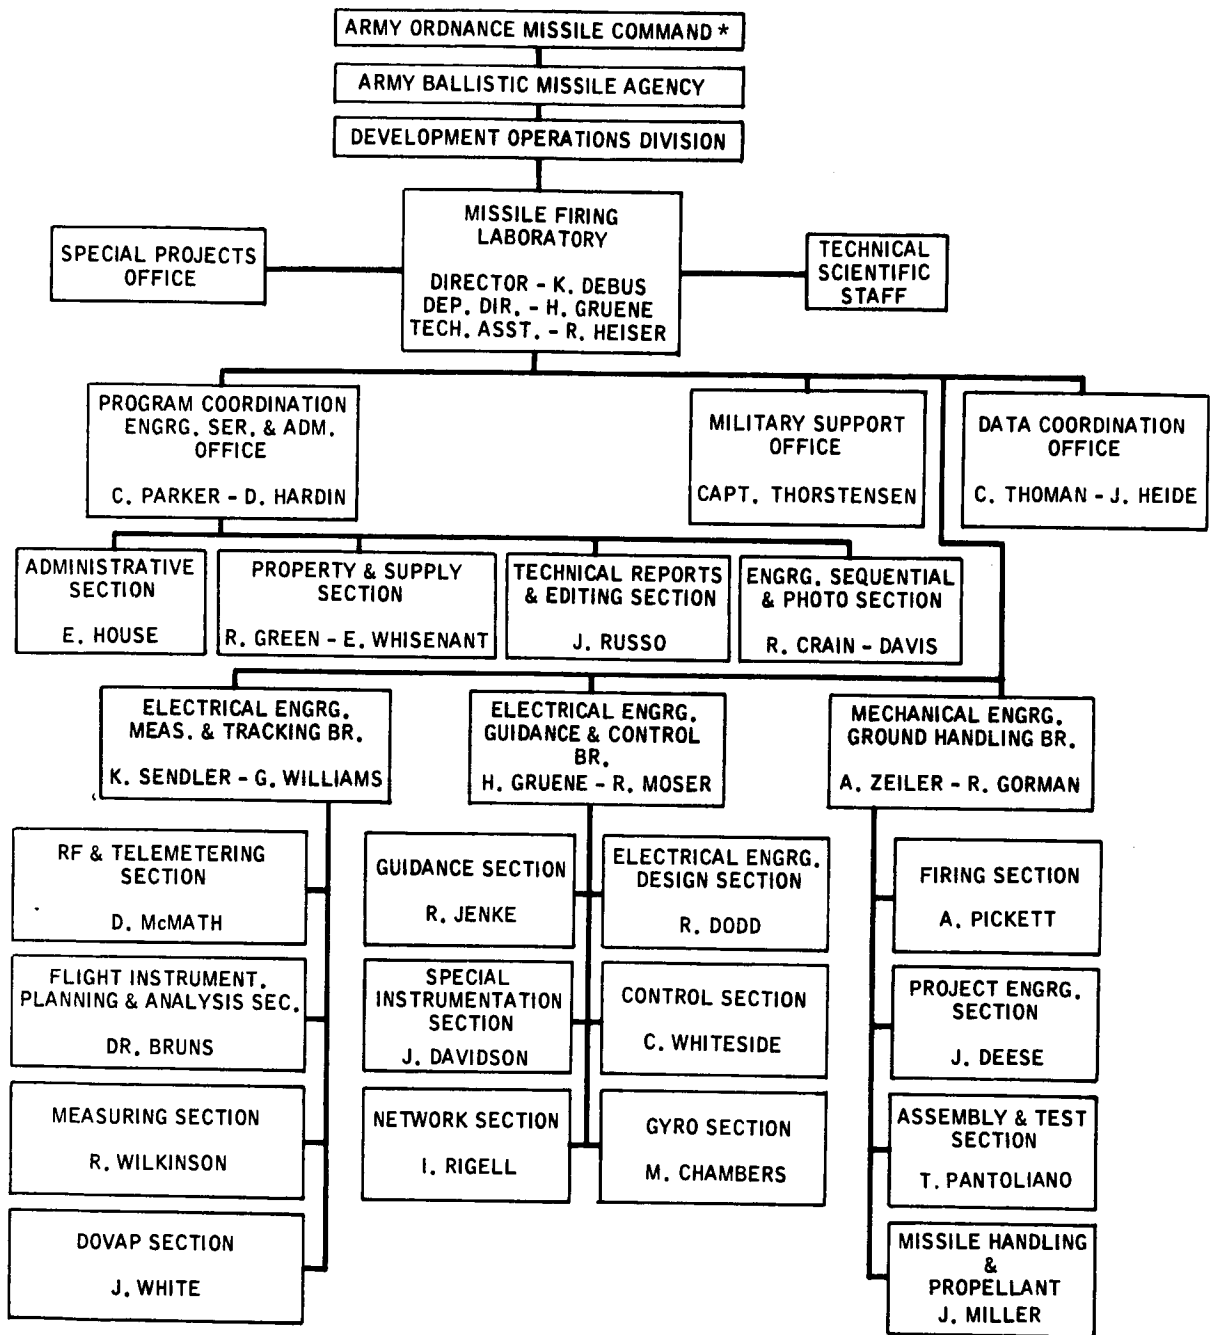 ARMY ORDNANCE MISSILE COMMAND *
ARMY BALLISTIC MISSILE AGENCY
DEVELOPMENT OPERATIONS DIVISION
MISSILE FIRING
LABORATORY
DIRECTOR - K. DEBUS
DEP. DIR. - H. GRUENE
TECH. ASST. - R. HEISER
SPECIAL PROJECTS
OFFICE
TECHNICAL
SCIENTIFIC
STAFF
PROGRAM COORDINATION
ENGRG. SER. & ADM.
OFFICE
C. PARKER - D. HARDIN
MILITARY SUPPORT
OFFICE
CAPT. THORSTENSEN
DATA COORDINATION
OFFICE
C. THOMAN - J. HEIDE
ADMINISTRATIVE
SECTION
E. HOUSE
PROPERTY & SUPPLY
SECTION
R. GREEN - E. WHISENANT
TECHNICAL REPORTS
& EDITING SECTION
J. RUSSO
ENGRG. SEQUENTIAL
& PHOTO SECTION
R. CRAIN - DAVIS
ELECTRICAL ENGRG.
MEAS. & TRACKING BR.
K. SENDLER - G. WILLIAMS
ELECTRICAL ENGRG.
GUIDANCE & CONTROL
BR.
H. GRUENE - R. MOSER
MECHANICAL ENGRG.
GROUND HANDLING BR.
A. ZEILER - R. GORMAN
RF & TELEMETERING
SECTION
D. McMATH
FLIGHT INSTRUMENT.
PLANNING & ANALYSIS SEC.
DR. BRUNS
MEASURING SECTION
R. WILKINSON
DOVAP SECTION
J. WHITE
GUIDANCE SECTION
R. JENKE
ELECTRICAL ENGRG.
DESIGN SECTION
R. DODD
SPECIAL
INSTRUMENTATION
SECTION
J. DAVIDSON
CONTROL SECTION
C. WHITESIDE
NETWORK SECTION
I. RIGELL
GYRO SECTION
M. CHAMBERS
FIRING SECTION
A. PICKETT
PROJECT ENGRG.
SECTION
J. DEESE
ASSEMBLY & TEST
SECTION
T. PANTOLIANO
MISSILE HANDLING
&
PROPELLANT
J. MILLER